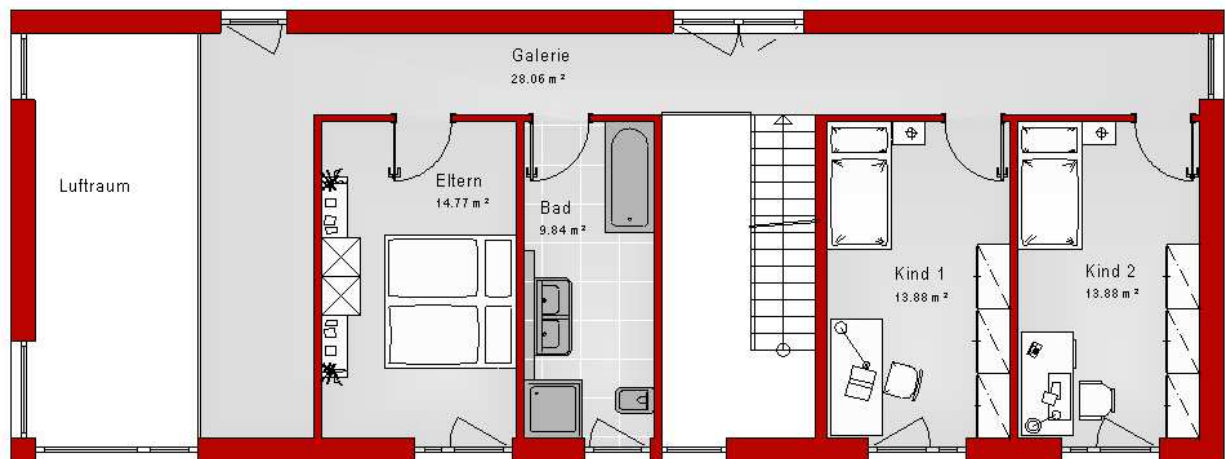 Galerie
28.06 m²
Luftraum
Eltern
14.77 m²
Bad
9.84 m²
Kind 1
13.88 m²
Kind 2
13.88 m²